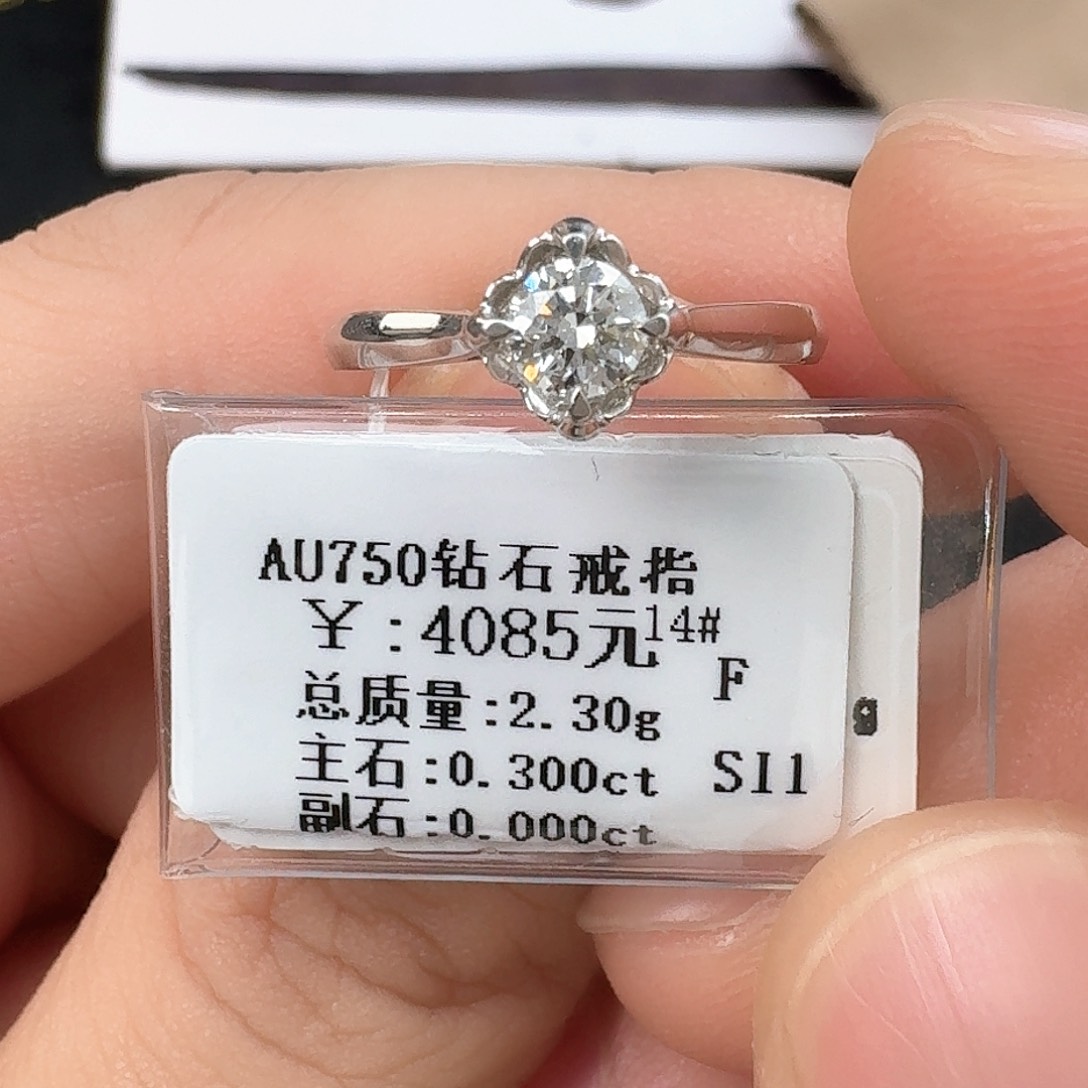 AU750钻石戒指
￥:4085元14#
F
总质量:2.30g
主石:0.300ct SI1
副石:0.000ct
g